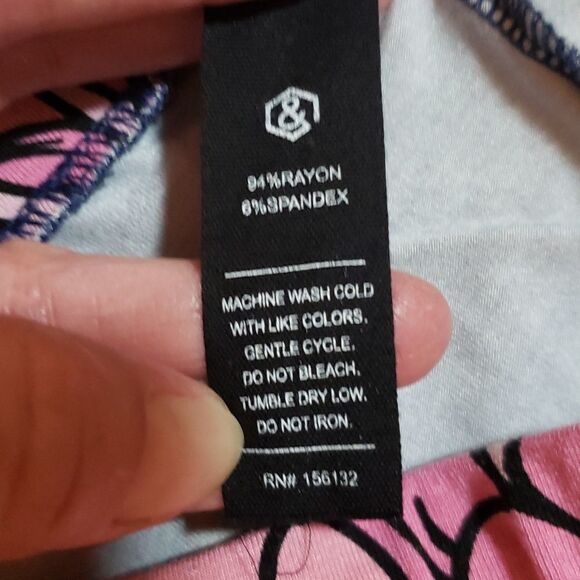 &
94%RAYON
6%SPANDEX
MACHINE WASH COLD
WITH LIKE COLORS.
GENTLE CYCLE.
DO NOT BLEACH.
TUMBLE DRY LOW.
DO NOT IRON.
RN# 156132